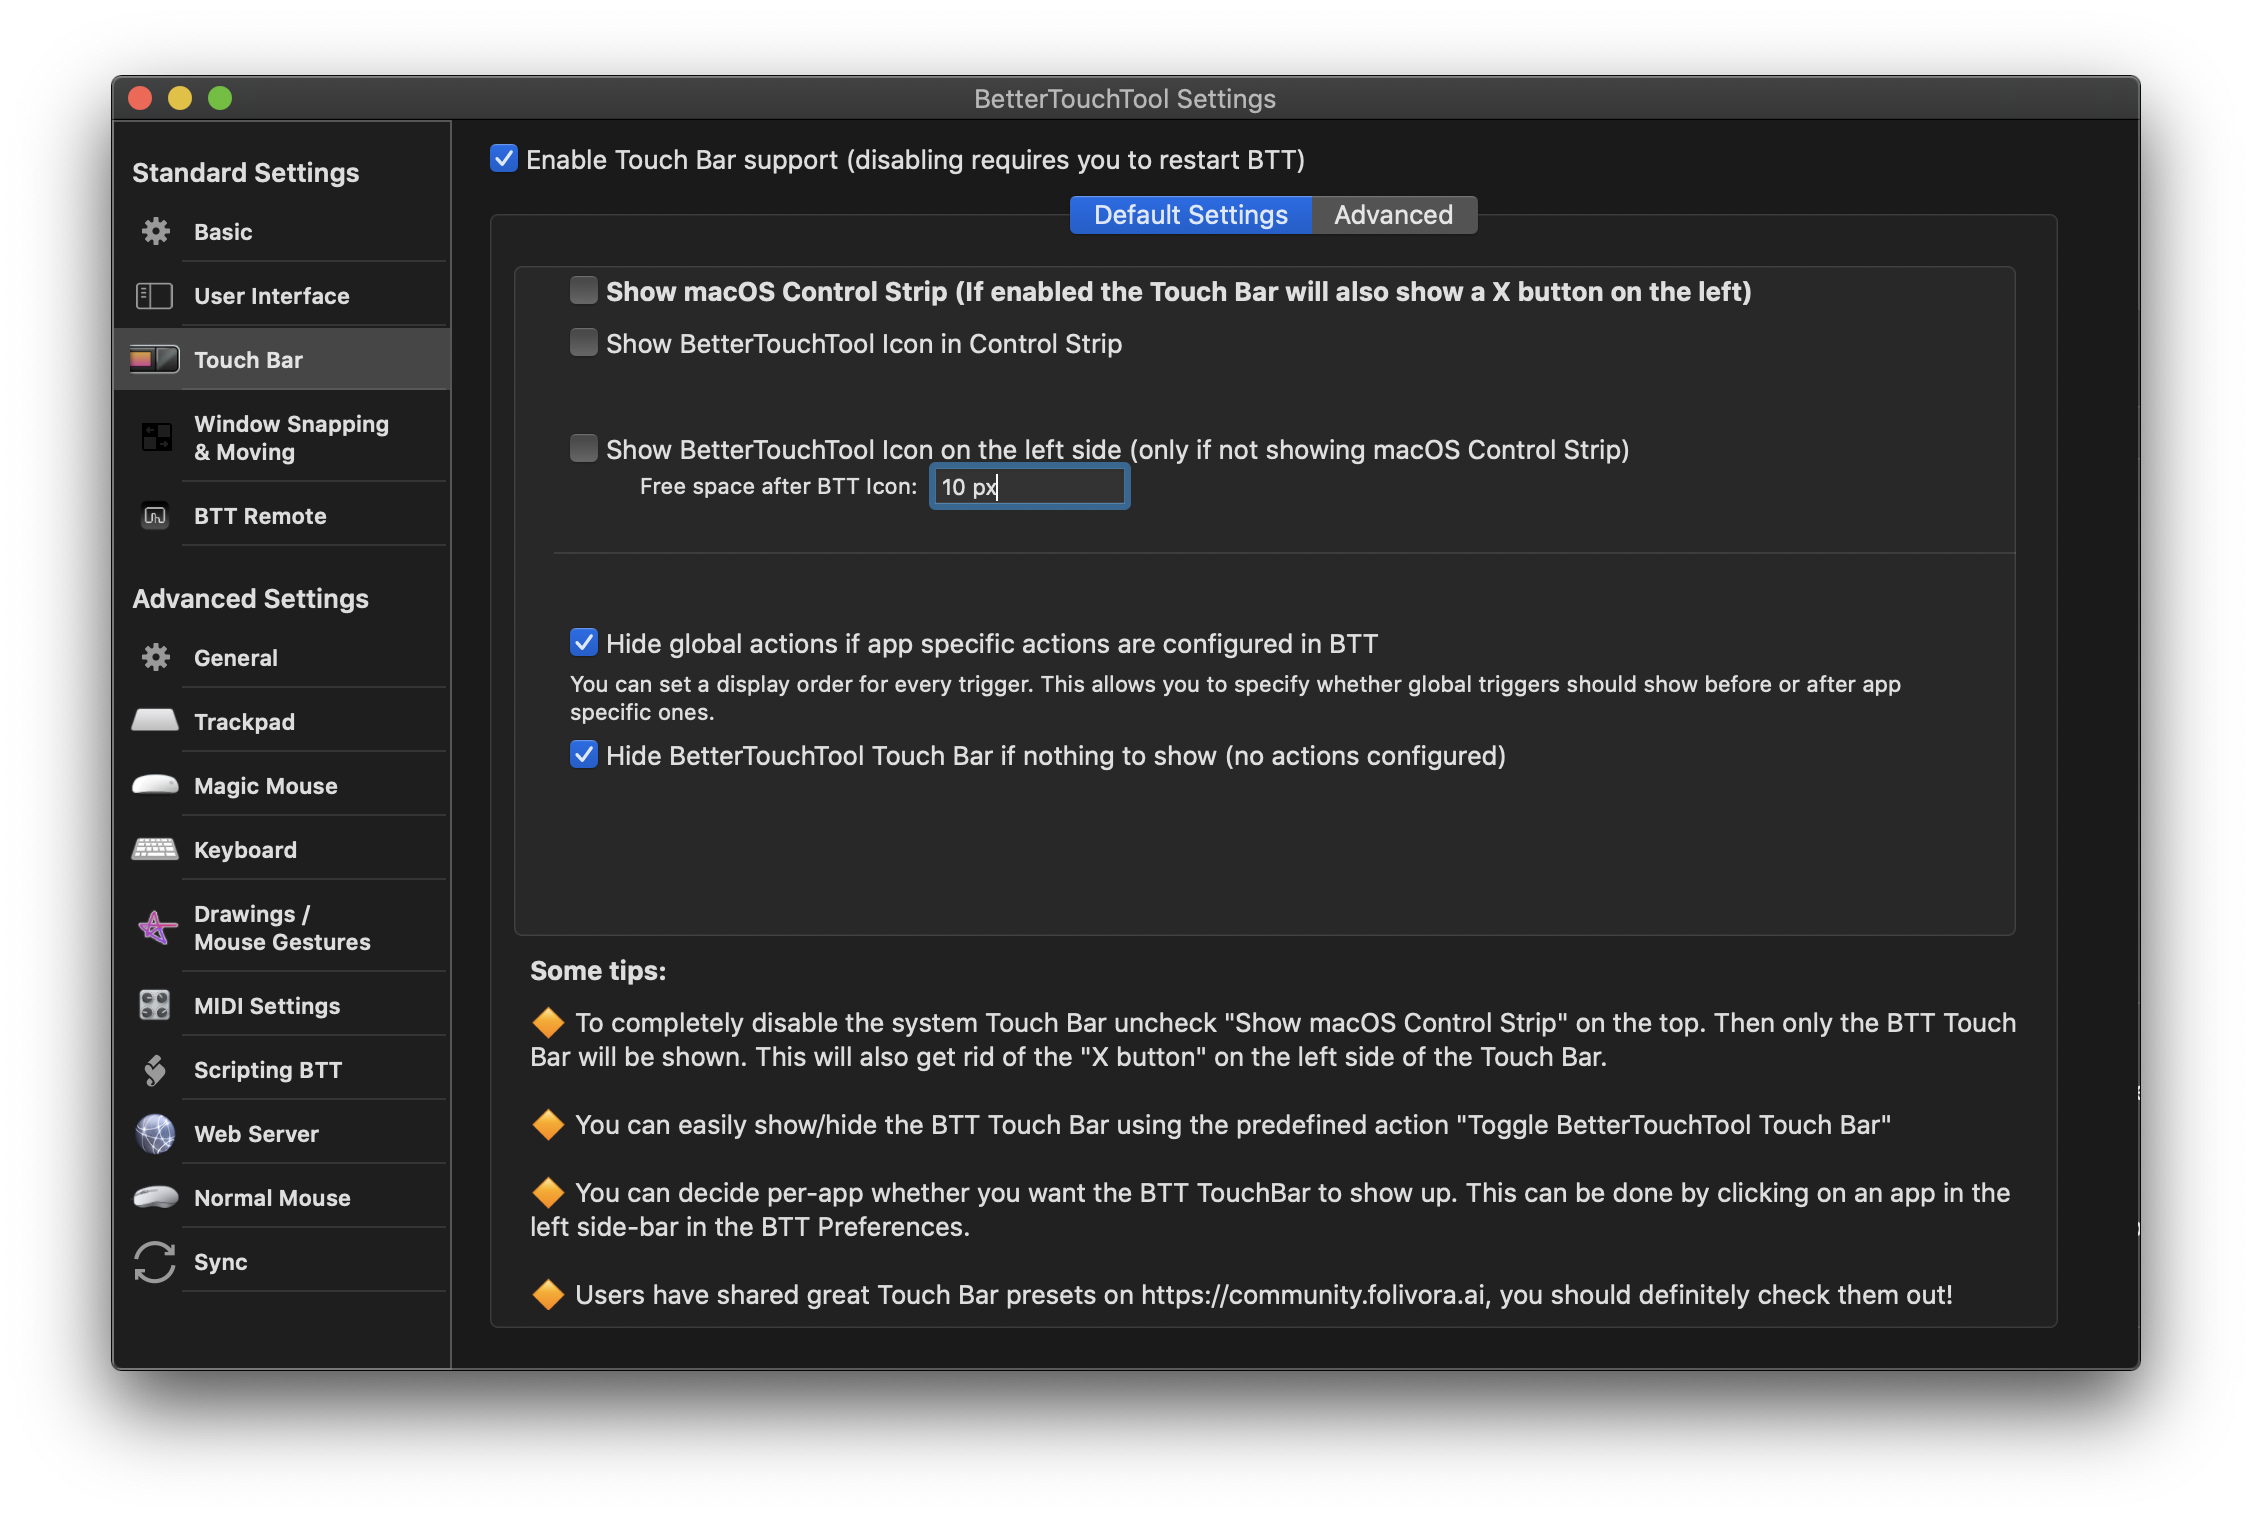 BetterTouchTool Settings
Standard Settings
Basic
User Interface
Touch Bar
Window Snapping
& Moving
BTT Remote
Advanced Settings
General
Trackpad
Magic Mouse
Keyboard
Drawings /
Mouse Gestures
MIDI Settings
Scripting BTT
Web Server
Normal Mouse
Sync
Enable Touch Bar support (disabling requires you to restart BTT)
Default Settings
Advanced
Show macOS Control Strip (If enabled the Touch Bar will also show a X button on the left)
Show BetterTouchTool Icon in Control Strip
Show BetterTouchTool Icon on the left side (only if not showing macOS Control Strip)
Free space after BTT Icon: 10 px
Hide global actions if app specific actions are configured in BTT
You can set a display order for every trigger. This allows you to specify whether global triggers should show before or after app
specific ones.
Hide BetterTouchTool Touch Bar if nothing to show (no actions configured)
Some tips:
🔶 To completely disable the system Touch Bar uncheck "Show macOS Control Strip" on the top. Then only the BTT Touch
Bar will be shown. This will also get rid of the "X button" on the left side of the Touch Bar.
🔶 You can easily show/hide the BTT Touch Bar using the predefined action "Toggle BetterTouchTool Touch Bar"
🔶 You can decide per-app whether you want the BTT TouchBar to show up. This can be done by clicking on an app in the
left side-bar in the BTT Preferences.
🔶 Users have shared great Touch Bar presets on https://community.folivora.ai, you should definitely check them out!